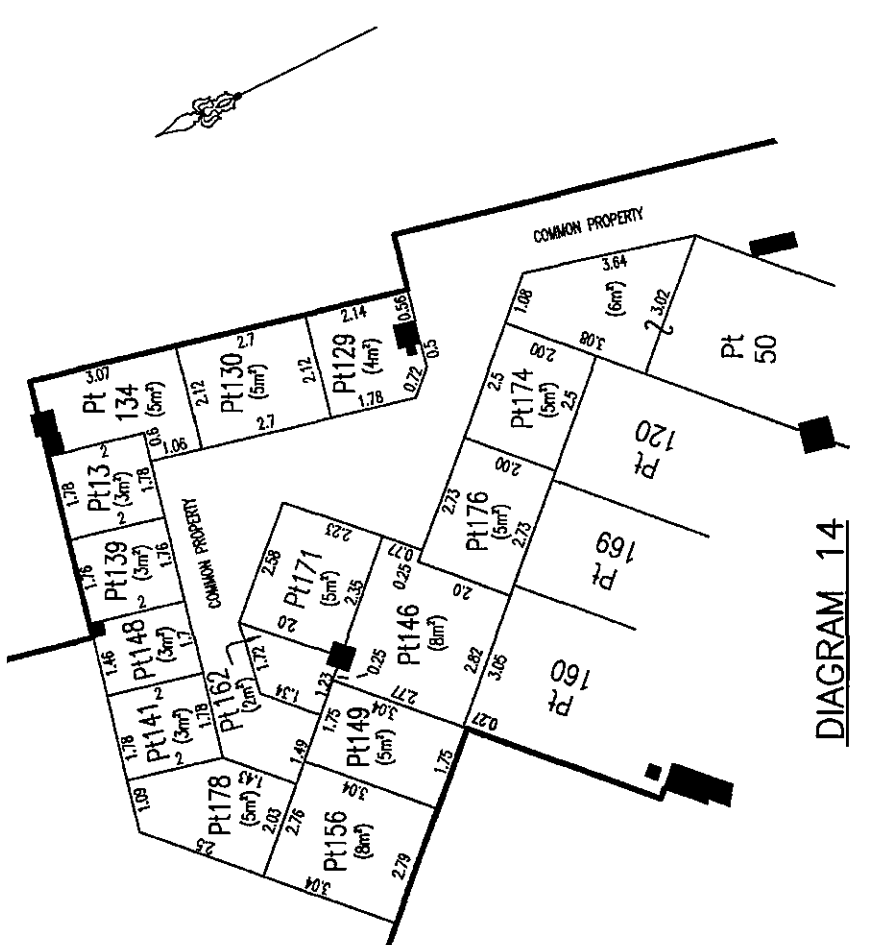 COMMON PROPERTY
3.64
1.08
(6m²)
3.02
3.08
Pt
50
2.14
0.56
2.7
Pt129
(4m²)
0.5
0.72
1.78
2.12
3.07
Pt
134
(5m²)
2.12
Pt130
(5m²)
2.7
0.6
1.06
2.00
2.5
Pt174
(5m²)
2.5
2
1.78
Pt13
(3m²)
1.78
2
Pt
120
2.00
2.73
Pt176
(5m²)
2.73
1.76
Pt139
(3m²)
1.76
2
COMMON PROPERTY
2.23
2.58
Pt171
(5m²)
2.35
2.0
0.77
0.25
2.0
Pt
169
1.46
Pt148
(3m²)
1.7
2
Pt146
(8m²)
0.25
2.77
2.82
3.05
1.72
Pt162
(2m²)
1.34
1.23
Pt
160
0.27
1.78
Pt141
(3m²)
1.78
2
1.75
3.04
Pt149
(5m²)
1.75
1.49
3.04
1.09
Pt178
(5m²)
1.43
2.03
2.5
2.76
Pt156
(8m²)
2.79
3.04
DIAGRAM 14